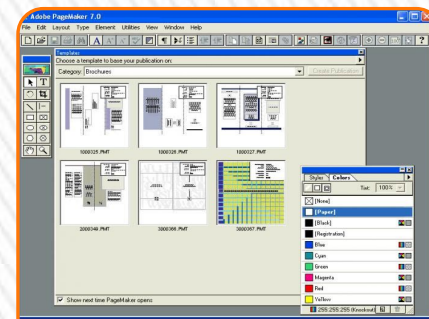 Adobe PageMaker 7.0
File Edit Layout Type Element Utilities View Window Help
Templates
Choose a template to base your publication on:
Category: Brochures
Create Publication
1000325.PMT
1000326.PMT
1000327.PMT
2000348.PMT
3000366.PMT
3000367.PMT
Show next time PageMaker opens
Styles Colors
Tint: 100%
[None]
[Paper]
[Black]
[Registration]
Blue
Cyan
Green
Magenta
Red
Yellow
255:255:255 (Knockout)